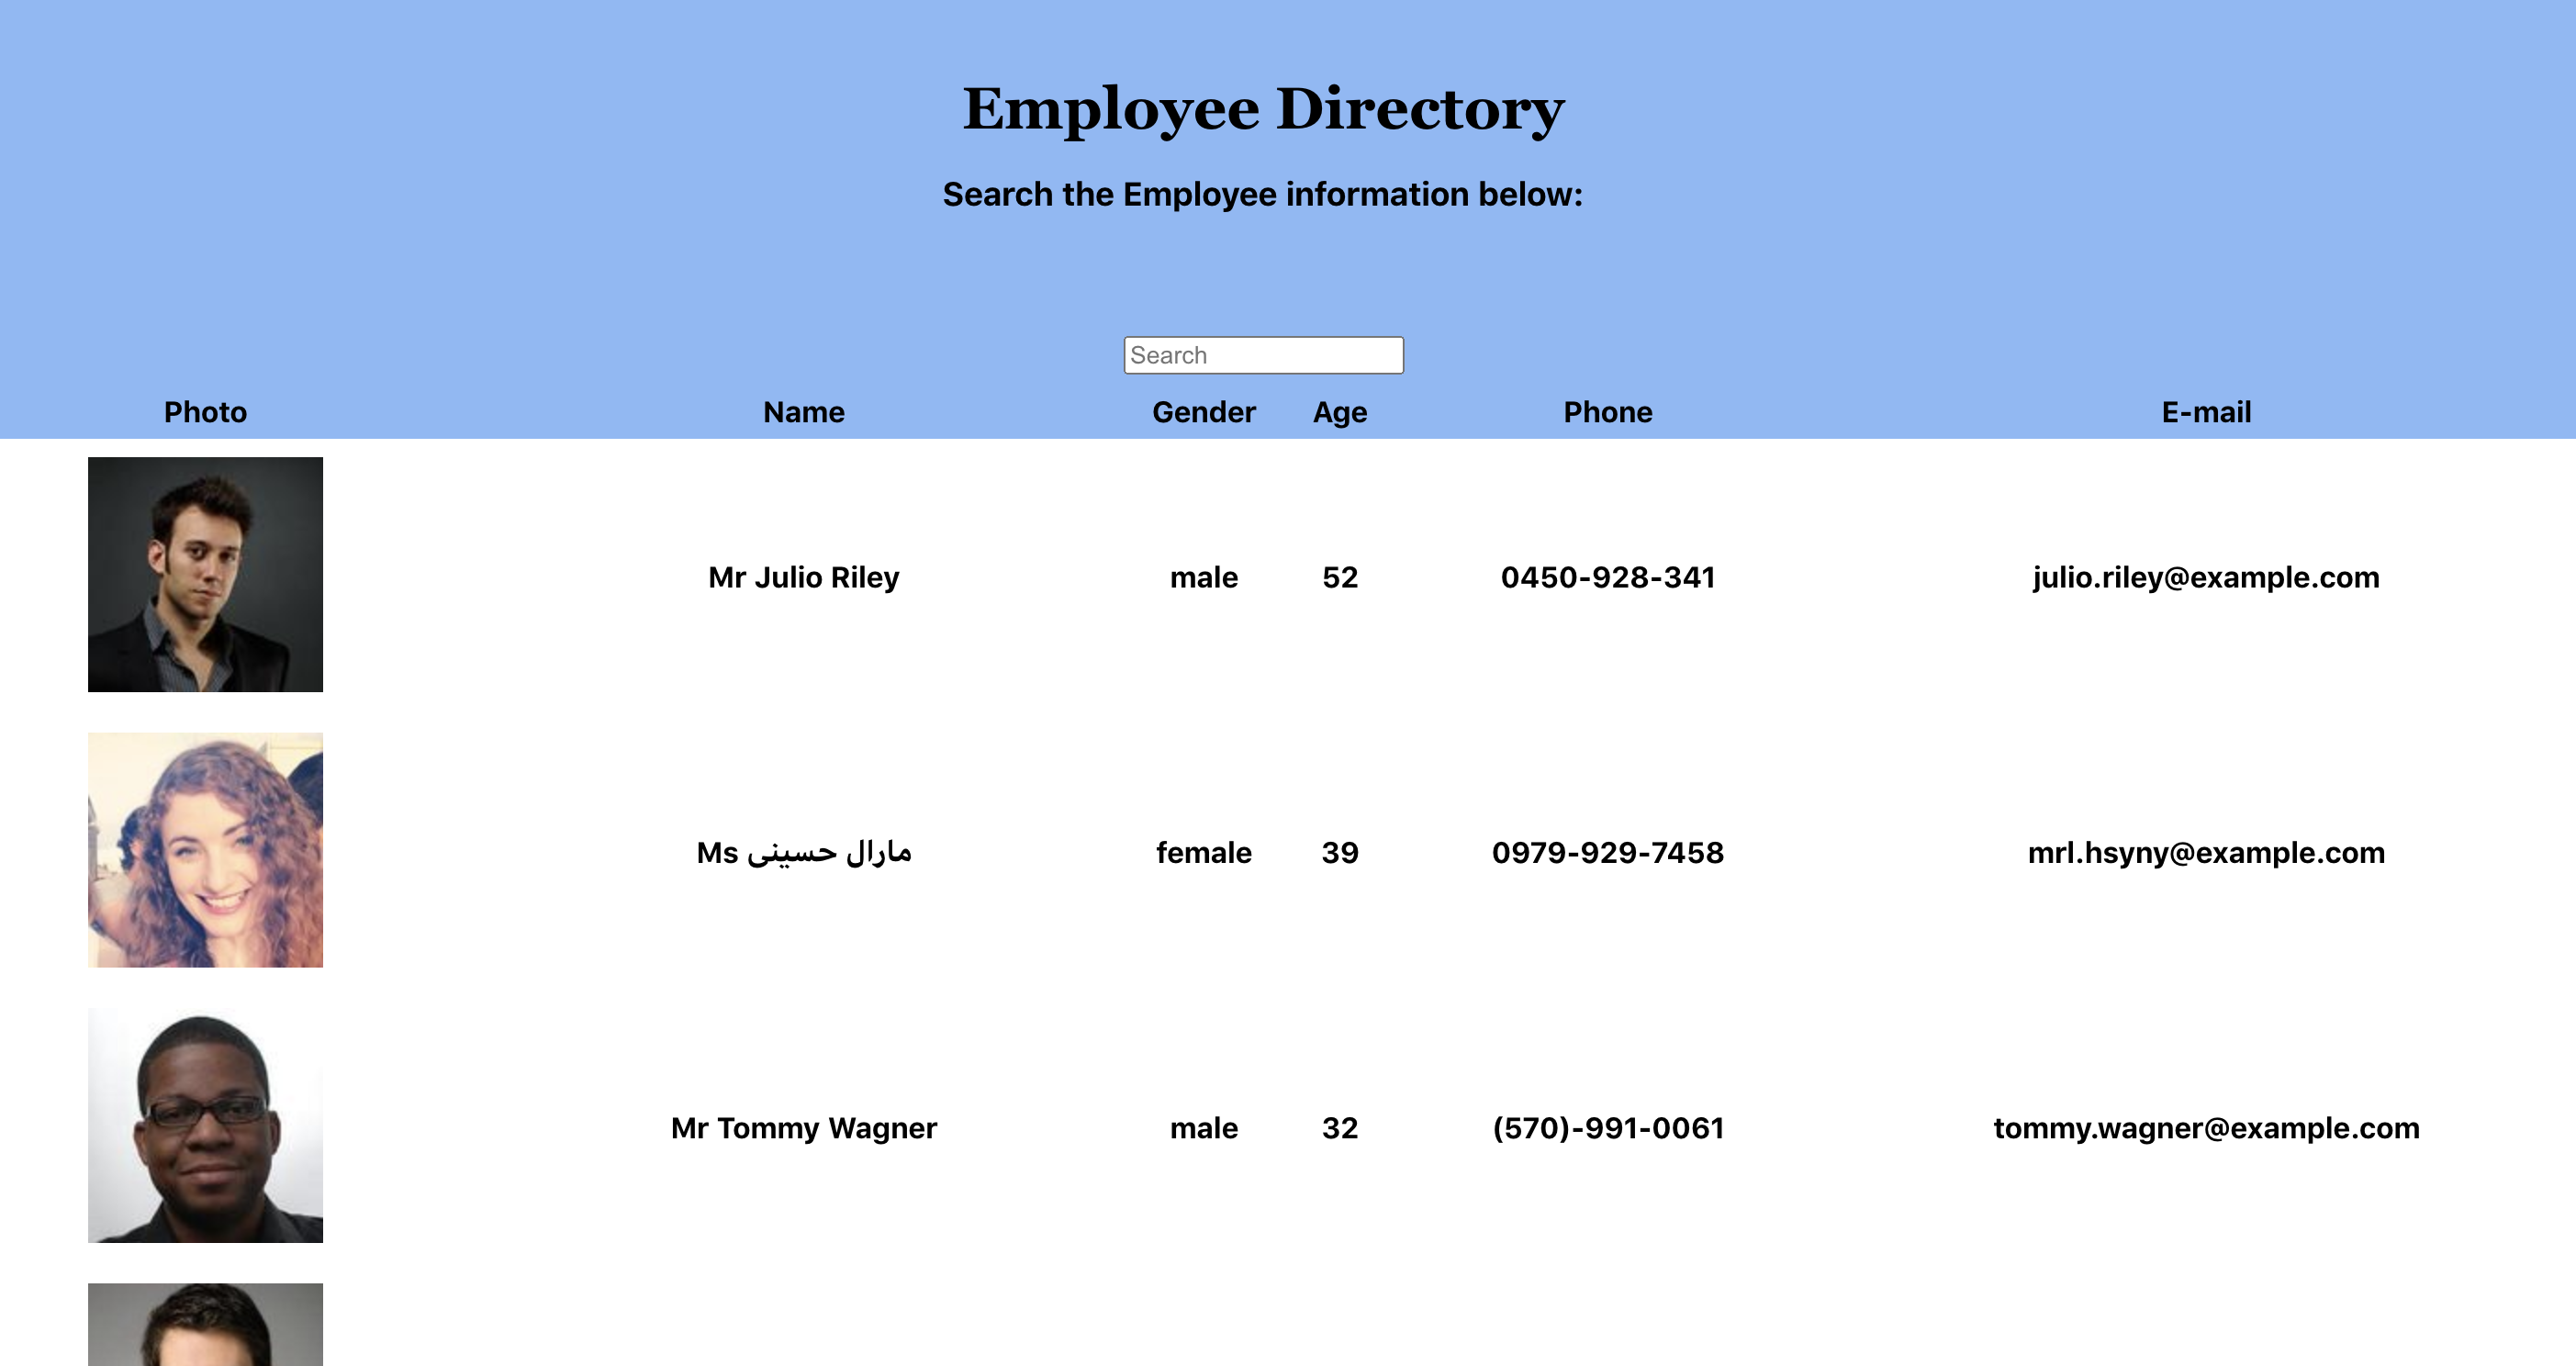 Employee Directory
Search the Employee information below:
Search
Photo Name Gender Age Phone E-mail
Mr Julio Riley male 52 0450-928-341 julio.riley@example.com
Ms مارال حسینی female 39 0979-929-7458 mrl.hsyny@example.com
Mr Tommy Wagner male 32 (570)-991-0061 tommy.wagner@example.com